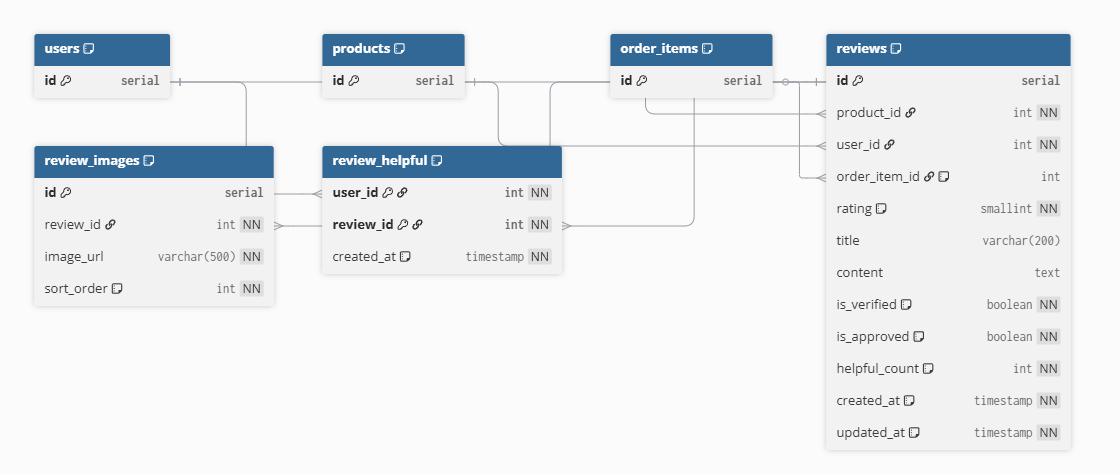 users
id serial
products
id serial
order_items
id serial
reviews
id serial
product_id int NN
user_id int NN
order_item_id int
rating smallint NN
title varchar(200)
content text
is_verified boolean NN
is_approved boolean NN
helpful_count int NN
created_at timestamp NN
updated_at timestamp NN
review_images
id serial
review_id int NN
image_url varchar(500) NN
sort_order int NN
review_helpful
user_id int NN
review_id int NN
created_at timestamp NN